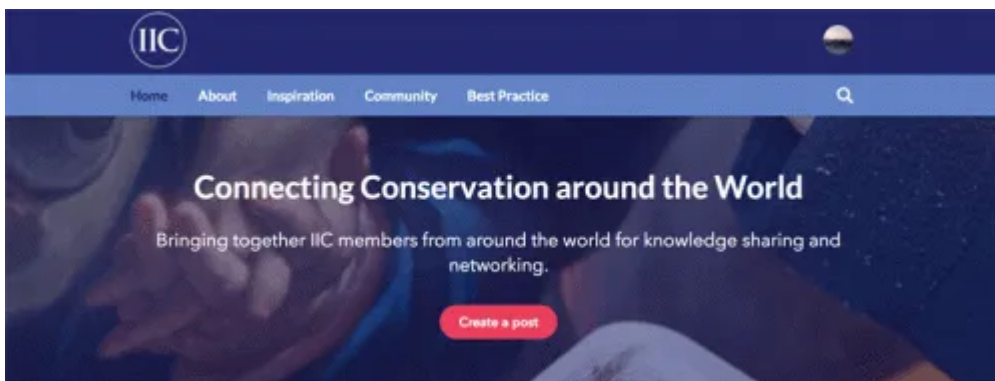 IIC
Home About Inspiration Community Best Practice
Connecting Conservation around the World
Bringing together IIC members from around the world for knowledge sharing and
networking.
Create a post